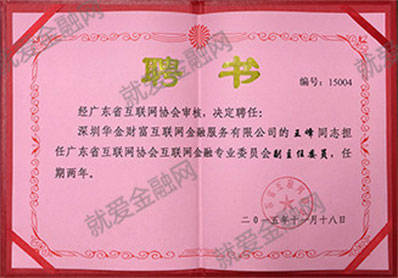 聘书
编号：15004
经广东省互联网协会审核，决定聘任：
深圳华金财富互联网金融服务有限公司的 王峰 同志担
任广东省互联网协会互联网金融专业委员会副主任委员，任
期两年。
二〇一五年十一月十八日
就爱金融网
就爱金融网
就爱金融网
就爱金融网